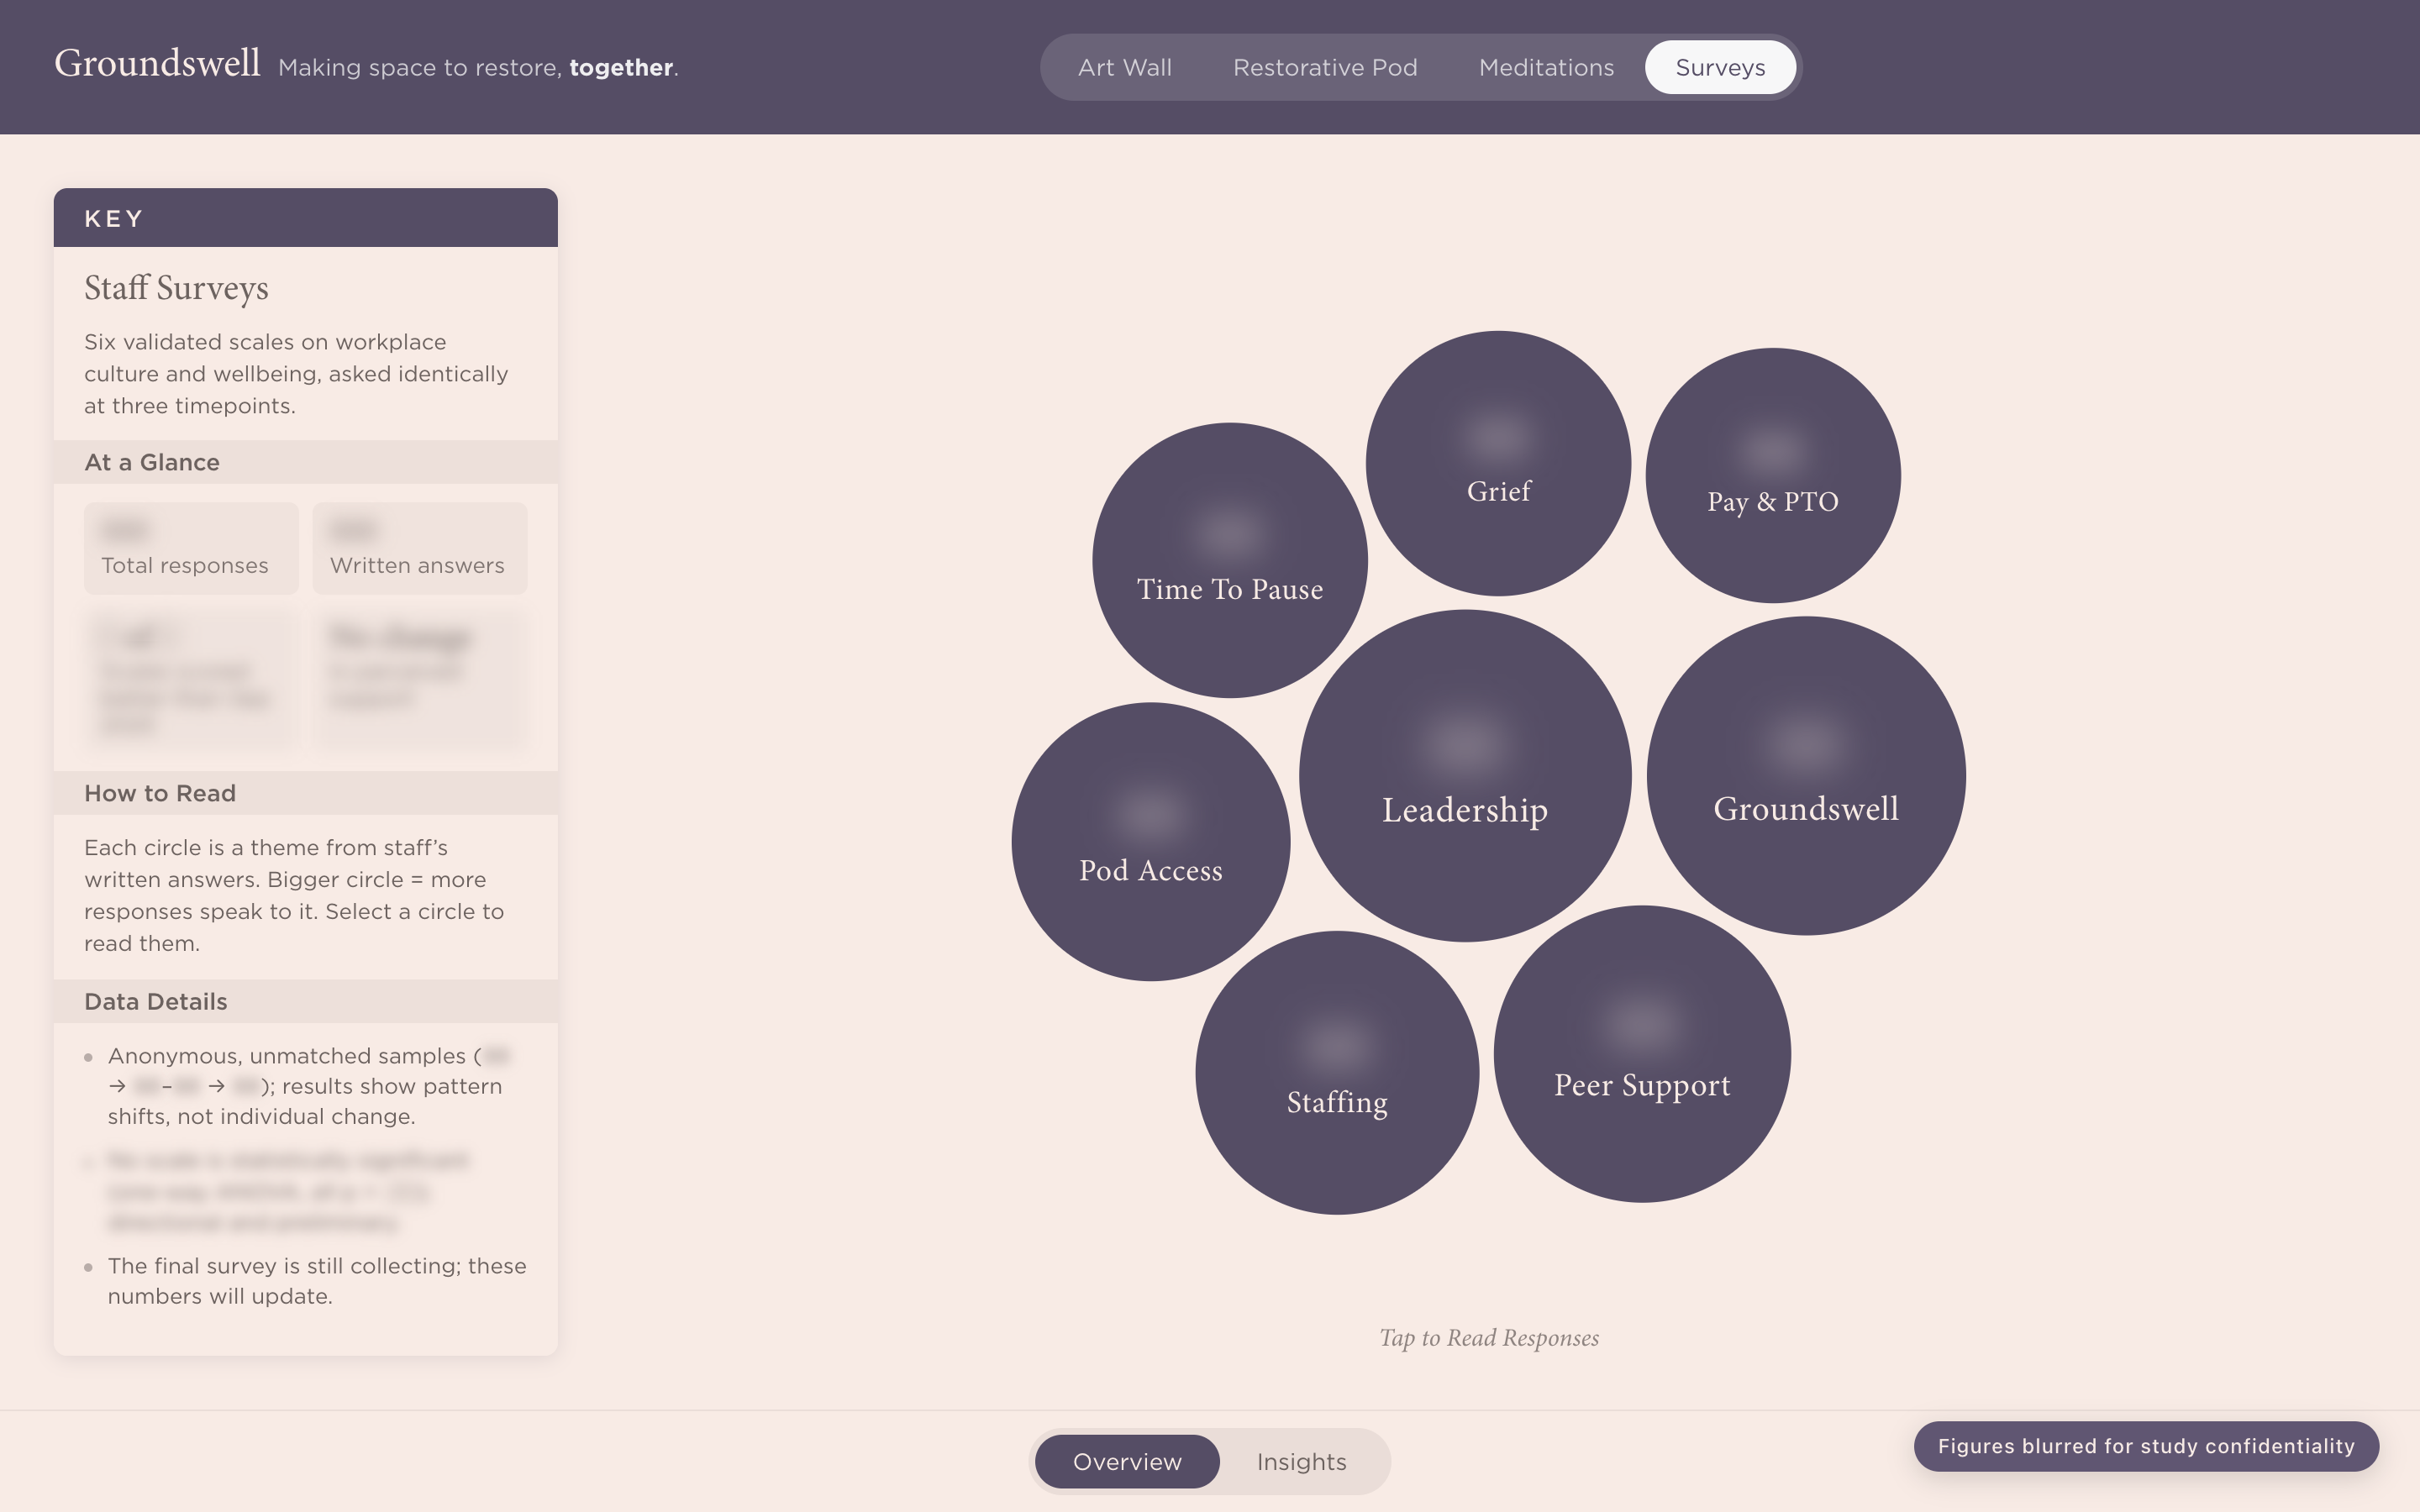 Groundswell Making space to restore, together.
Art Wall Restorative Pod Meditations Surveys
KEY
Staff Surveys
Six validated scales on workplace
culture and wellbeing, asked identically
at three timepoints.
At a Glance
Total responses
Written answers
No change
How to Read
Each circle is a theme from staff’s
written answers. Bigger circle = more
responses speak to it. Select a circle to
read them.
Data Details
Anonymous, unmatched samples (
→ – → ); results show pattern
shifts, not individual change.
The final survey is still collecting; these
numbers will update.
Grief
Pay & PTO
Time To Pause
Leadership
Groundswell
Pod Access
Staffing
Peer Support
Tap to Read Responses
Overview Insights
Figures blurred for study confidentiality